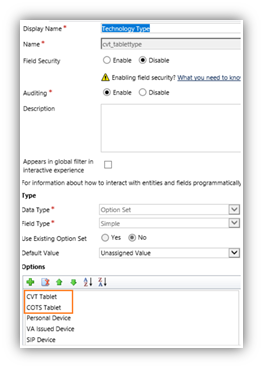 Display Name * Technology Type
Name * cvt_tablettype
Field Security Enable Disable
Enabling field security? What you need to know
Auditing * Enable Disable
Description
Appears in global filter in
interactive experience
For information about how to interact with entities and fields programmatically
Type
Data Type * Option Set
Field Type * Simple
Use Existing Option Set Yes No
Default Value Unassigned Value
Options
CVT Tablet
COTS Tablet
Personal Device
VA Issued Device
SIP Device